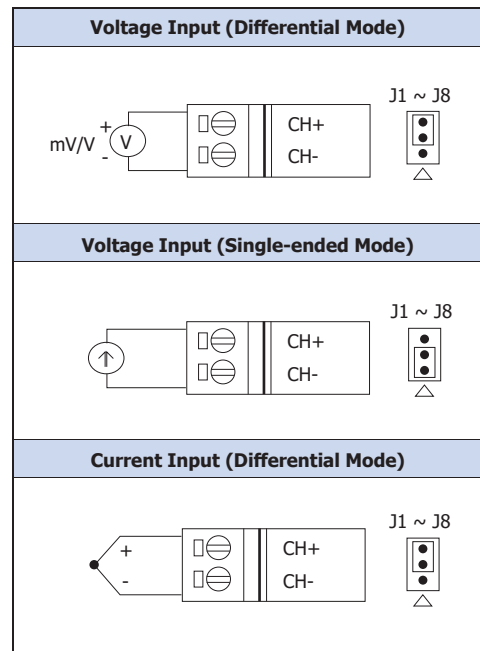 Voltage Input (Differential Mode)
J1 ~ J8
mV/V + V -
CH+
CH-
Voltage Input (Single-ended Mode)
J1 ~ J8
CH+
CH-
Current Input (Differential Mode)
J1 ~ J8
+
-
CH+
CH-